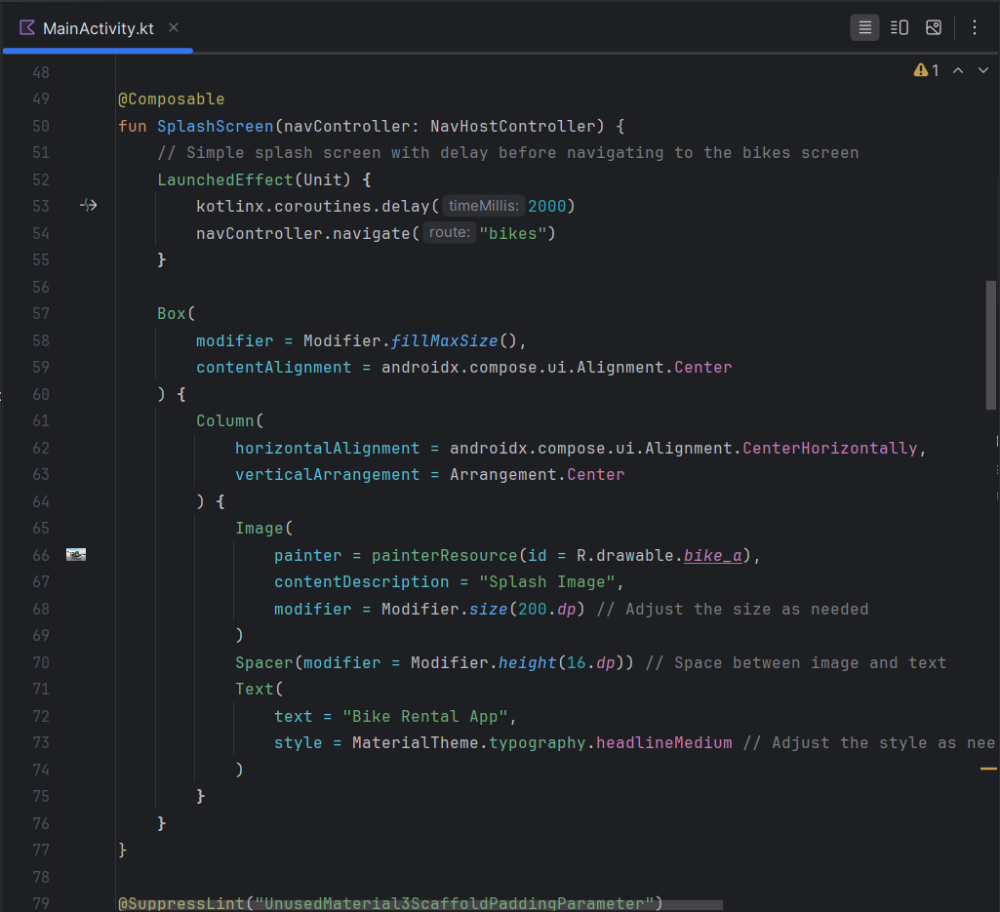 MainActivity.kt
1
48
49 @Composable
50 fun SplashScreen(navController: NavHostController) {
51 // Simple splash screen with delay before navigating to the bikes screen
52 LaunchedEffect(Unit) {
53 kotlinx.coroutines.delay( timeMillis: 2000)
54 navController.navigate( route: "bikes")
55 }
56
57 Box(
58 modifier = Modifier.fillMaxSize(),
59 contentAlignment = androidx.compose.ui.Alignment.Center
60 ) {
61 Column(
62 horizontalAlignment = androidx.compose.ui.Alignment.CenterHorizontally,
63 verticalArrangement = Arrangement.Center
64 ) {
65 Image(
66 painter = painterResource(id = R.drawable.bike_a),
67 contentDescription = "Splash Image",
68 modifier = Modifier.size(200.dp) // Adjust the size as needed
69 )
70 Spacer(modifier = Modifier.height(16.dp)) // Space between image and text
71 Text(
72 text = "Bike Rental App",
73 style = MaterialTheme.typography.headlineMedium // Adjust the style as nee
74 )
75 }
76 }
77 }
78
79 @SuppressLint("UnusedMaterial3ScaffoldPaddingParameter")